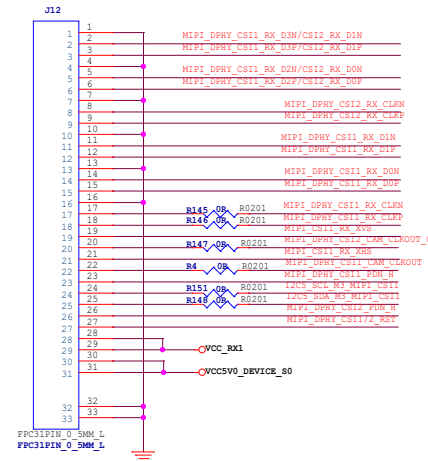 J12
1 1
2 2 MIPI_DPHY_CSI1_RX_D3N/CSI2_RX_D1N
3 3 MIPI_DPHY_CSI1_RX_D3P/CSI2_RX_D1P
4 4
5 5 MIPI_DPHY_CSI1_RX_D2N/CSI2_RX_D0N
6 6 MIPI_DPHY_CSI1_RX_D2P/CSI2_RX_D0P
7 7
8 8 MIPI_DPHY_CSI2_RX_CLKN
9 9 MIPI_DPHY_CSI2_RX_CLKP
10 10
11 11 MIPI_DPHY_CSI1_RX_D1N
12 12 MIPI_DPHY_CSI1_RX_D1P
13 13
14 14 MIPI_DPHY_CSI1_RX_D0N
15 15 MIPI_DPHY_CSI1_RX_D0P
16 16
17 17 R145 0R R0201 MIPI_DPHY_CSI1_RX_CLKN
18 18 R146 0R R0201 MIPI_DPHY_CSI1_RX_CLKP
19 19 MIPI_CSI1_RX_XVS
20 20 R147 0R R0201 MIPI_DPHY_CSI2_CAM_CLKOUT
21 21 MIPI_CSI1_RX_XHS
22 22 R4 0R R0201 MIPI_DPHY_CSI1_CAM_CLKOUT
23 23 MIPI_DPHY_CSI1_PDN_H
24 24 R151 0R R0201 I2C5_SCL_M3_MIPI_CSI1
25 25 R148 0R R0201 I2C5_SDA_M3_MIPI_CSI1
26 26 MIPI_DPHY_CSI2_PDN_H
27 27 MIPI_DPHY_CSI1/2_RST
28 28
29 29 VCC_RX1
30 30
31 31 VCC5V0_DEVICE_S0
32 32
33 33
FPC31PIN_0_5MM_L
FPC31PIN_0_5MM_L